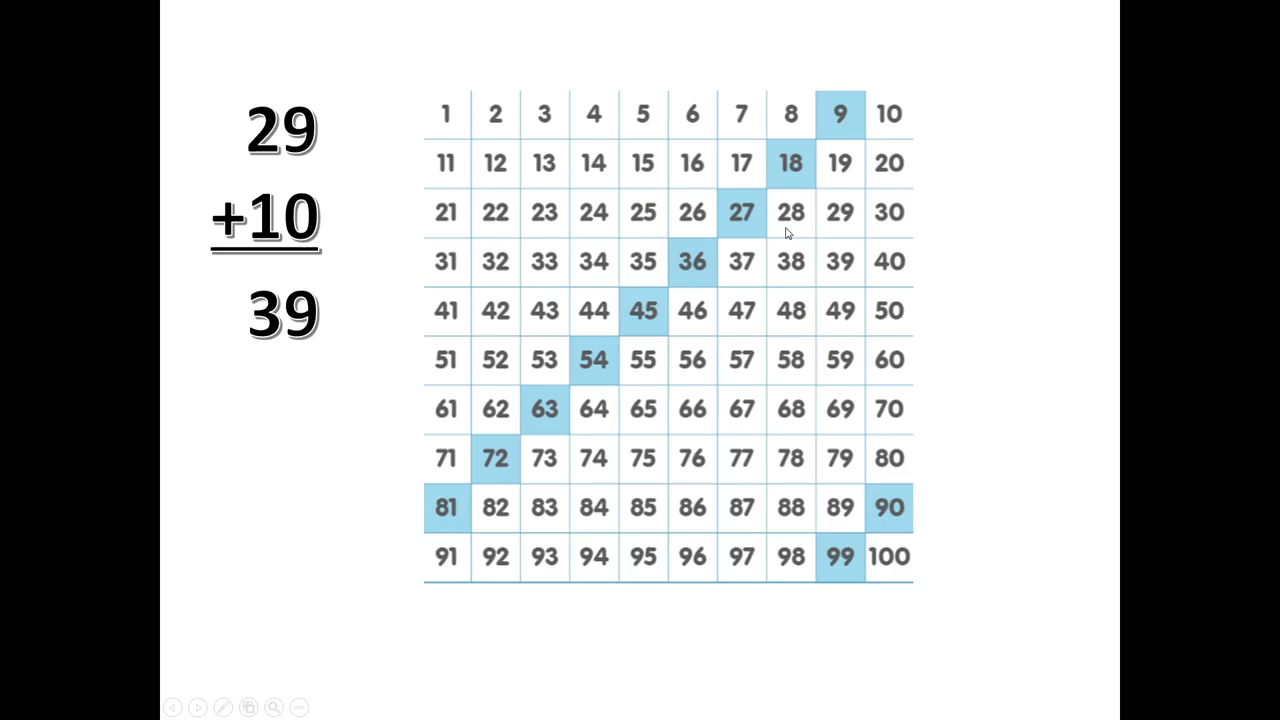 29
+10
39
1 2 3 4 5 6 7 8 9 10
11 12 13 14 15 16 17 18 19 20
21 22 23 24 25 26 27 28 29 30
31 32 33 34 35 36 37 38 39 40
41 42 43 44 45 46 47 48 49 50
51 52 53 54 55 56 57 58 59 60
61 62 63 64 65 66 67 68 69 70
71 72 73 74 75 76 77 78 79 80
81 82 83 84 85 86 87 88 89 90
91 92 93 94 95 96 97 98 99 100